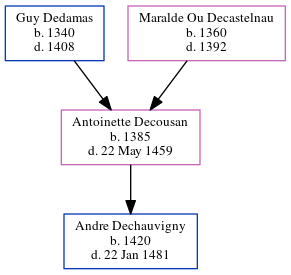 Guy Dedamas
b. 1340
d. 1408
Maralde Ou Decastelnau
b. 1360
d. 1392
Antoinette Decousan
b. 1385
d. 22 May 1459
Andre Dechauvigny
b. 1420
d. 22 Jan 1481